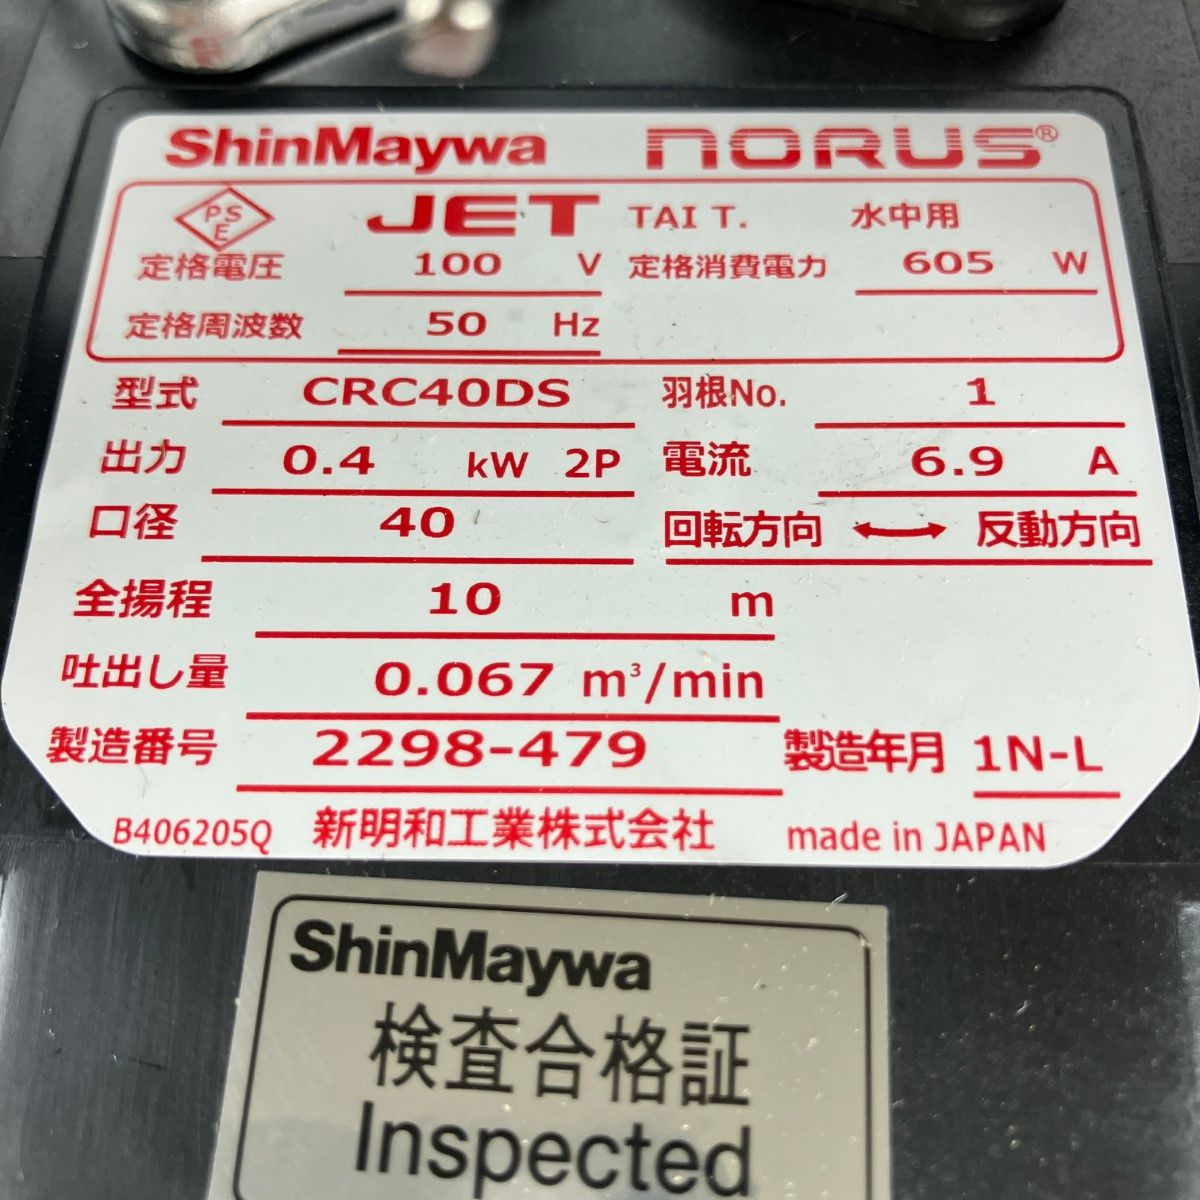 ShinMaywa NORUS®
PSE JET TAI T. 水中用
定格電圧 100 V 定格消費電力 605 W
定格周波数 50 Hz
型式 CRC40DS 羽根No. 1
出力 0.4 kW 2P 電流 6.9 A
口径 40 回転方向 ↔ 反動方向
全揚程 10 m
吐出し量 0.067 m³/min
製造番号 2298-479 製造年月 1N-L
B406205Q 新明和工業株式会社 made in JAPAN
ShinMaywa
検査合格証
Inspected